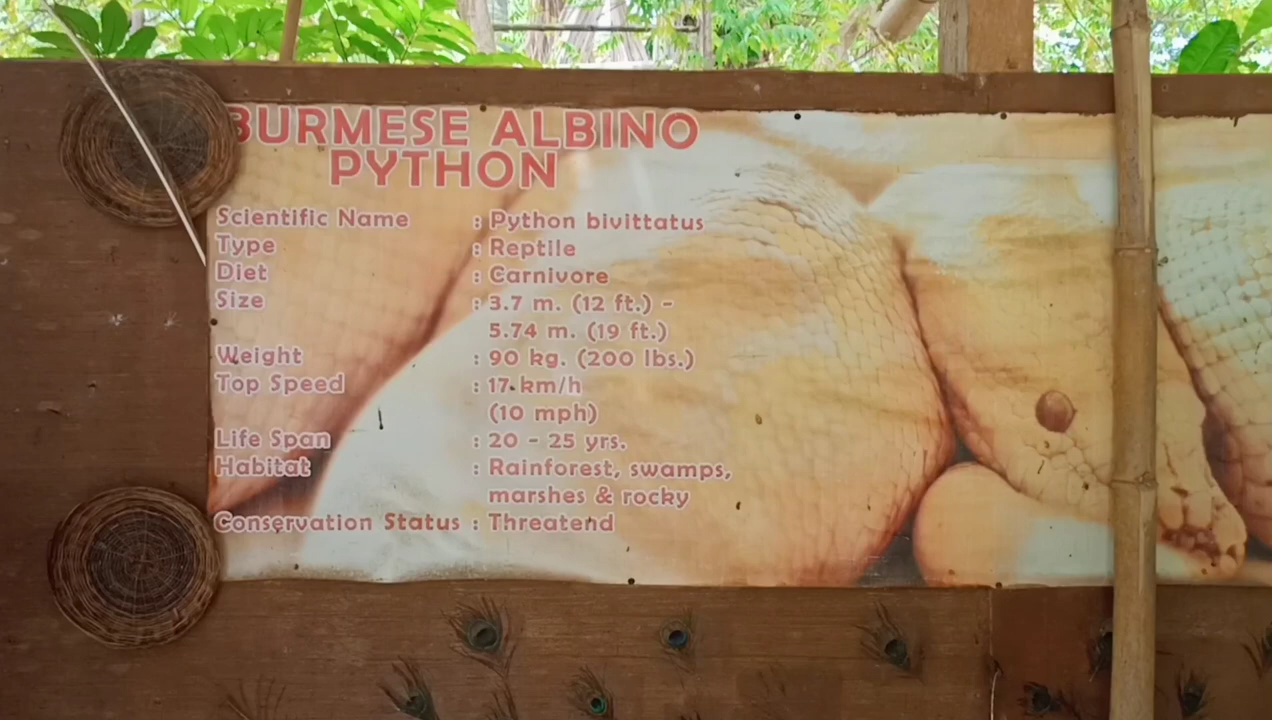 BURMESE ALBINO
PYTHON
Scientific Name : Python bivittatus
Type : Reptile
Diet : Carnivore
Size : 3.7 m. (12 ft.) -
5.74 m. (19 ft.)
Weight : 90 kg. (200 lbs.)
Top Speed : 17 km/h
(10 mph)
Life Span : 20 - 25 yrs.
Habitat : Rainforest, swamps,
marshes & rocky
Conservation Status : Threatend